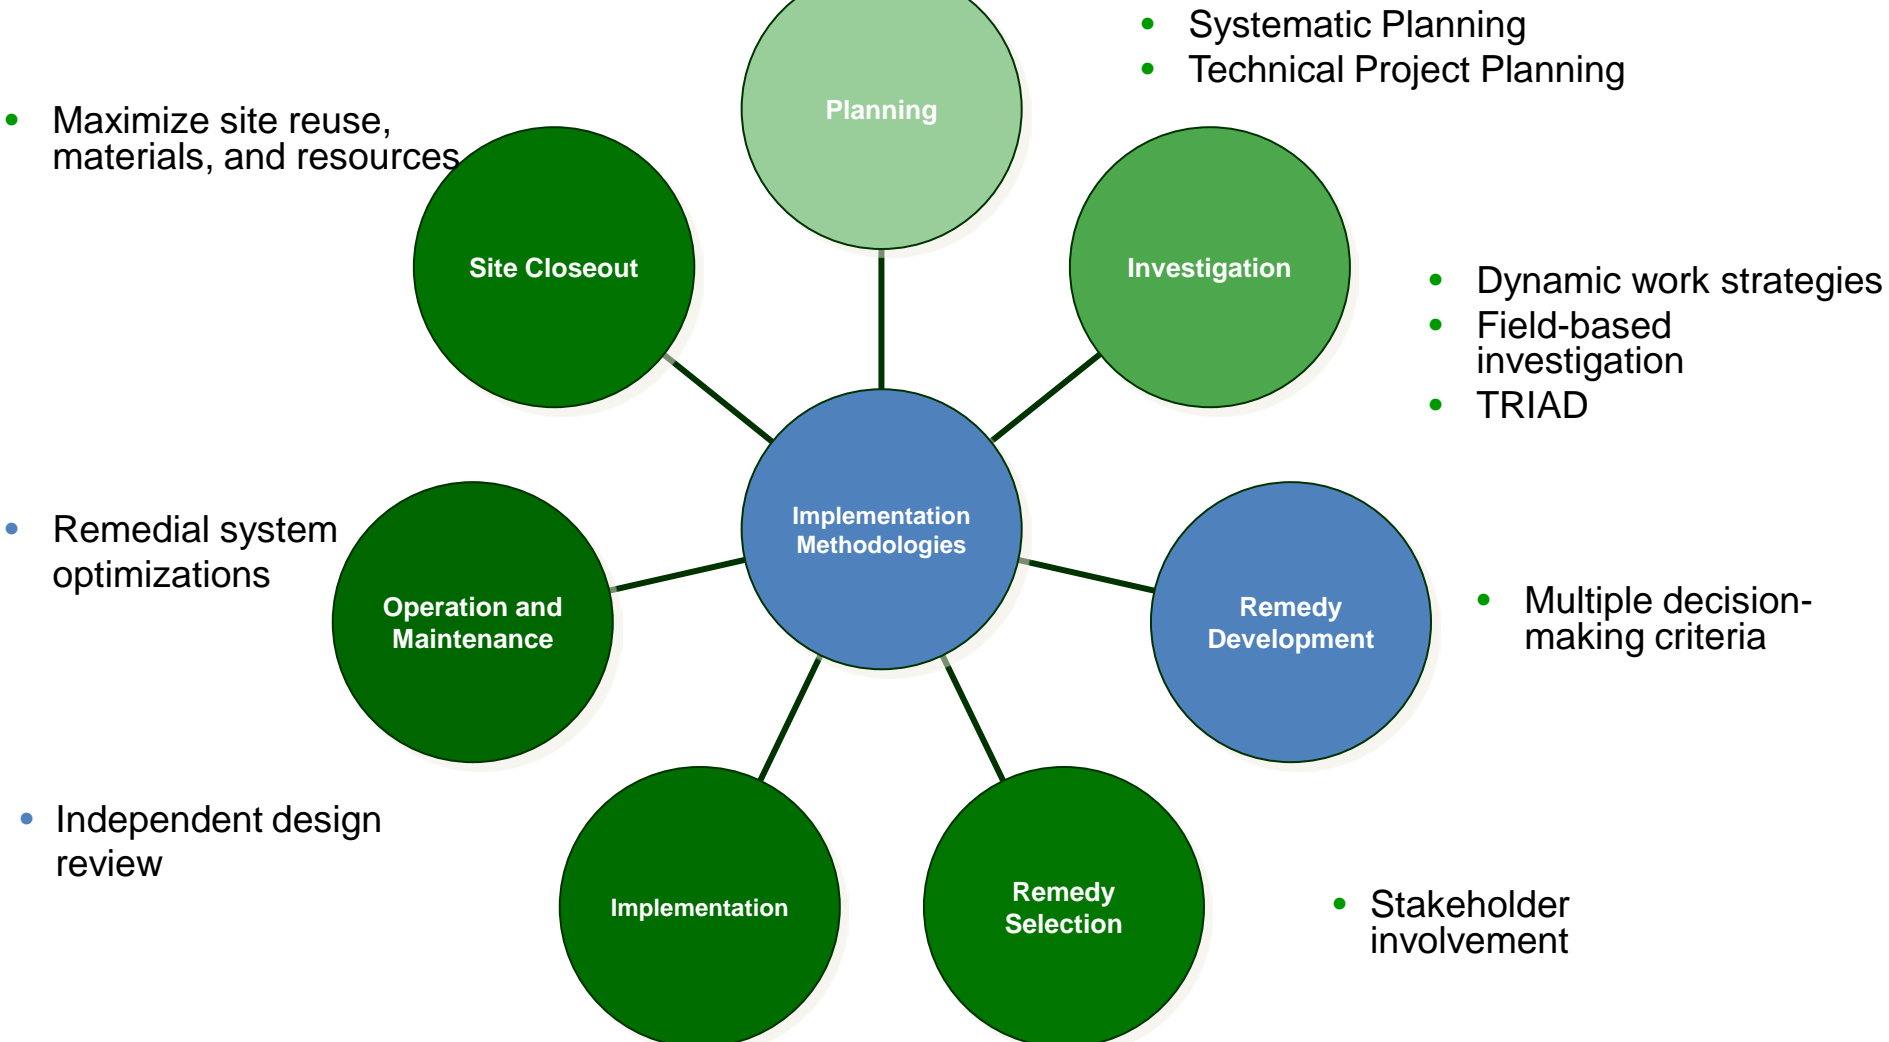 Planning
• Systematic Planning
• Technical Project Planning
Investigation
• Dynamic work strategies
• Field-based
investigation
• TRIAD
Remedy
Development
• Multiple decision-
making criteria
Remedy
Selection
• Stakeholder
involvement
Implementation
• Independent design
review
Operation and
Maintenance
• Remedial system
optimizations
Site Closeout
• Maximize site reuse,
materials, and resources
Implementation
Methodologies